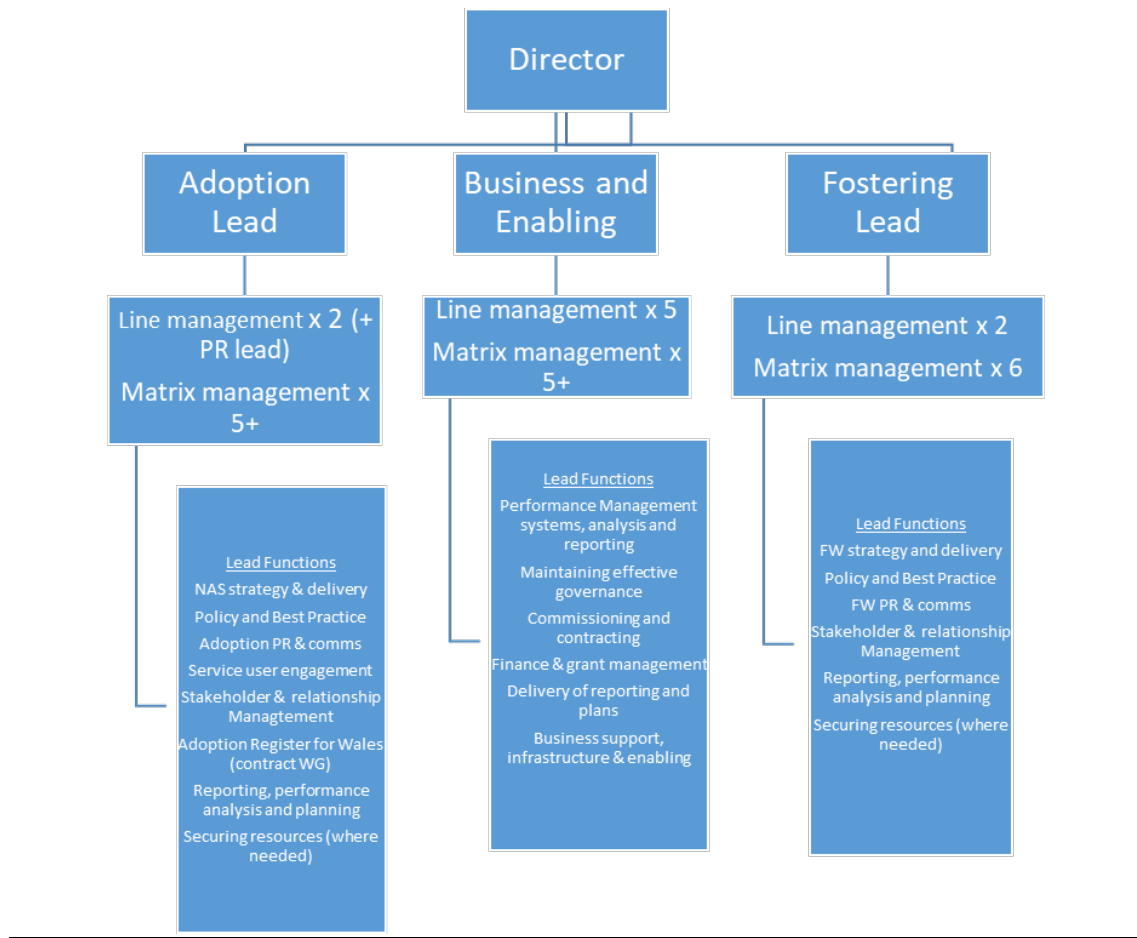 Director
Adoption
Lead
Business and
Enabling
Fostering
Lead
Line management x 2 (+
PR lead)
Matrix management x
5+
Line management x 5
Matrix management x
5+
Line management x 2
Matrix management x 6
Lead Functions
NAS strategy & delivery
Policy and Best Practice
Adoption PR & comms
Service user engagement
Stakeholder & relationship
Managtement
Adoption Register for Wales
(contract WG)
Reporting, performance
analysis and planning
Securing resources (where
needed)
Lead Functions
Performance Management
systems, analysis and
reporting
Maintaining effective
governance
Commissioning and
contracting
Finance & grant management
Delivery of reporting and
plans
Business support,
infrastructure & enabling
Lead Functions
FW strategy and delivery
Policy and Best Practice
FW PR & comms
Stakeholder & relationship
Management
Reporting, performance
analysis and planning
Securing resources (where
needed)